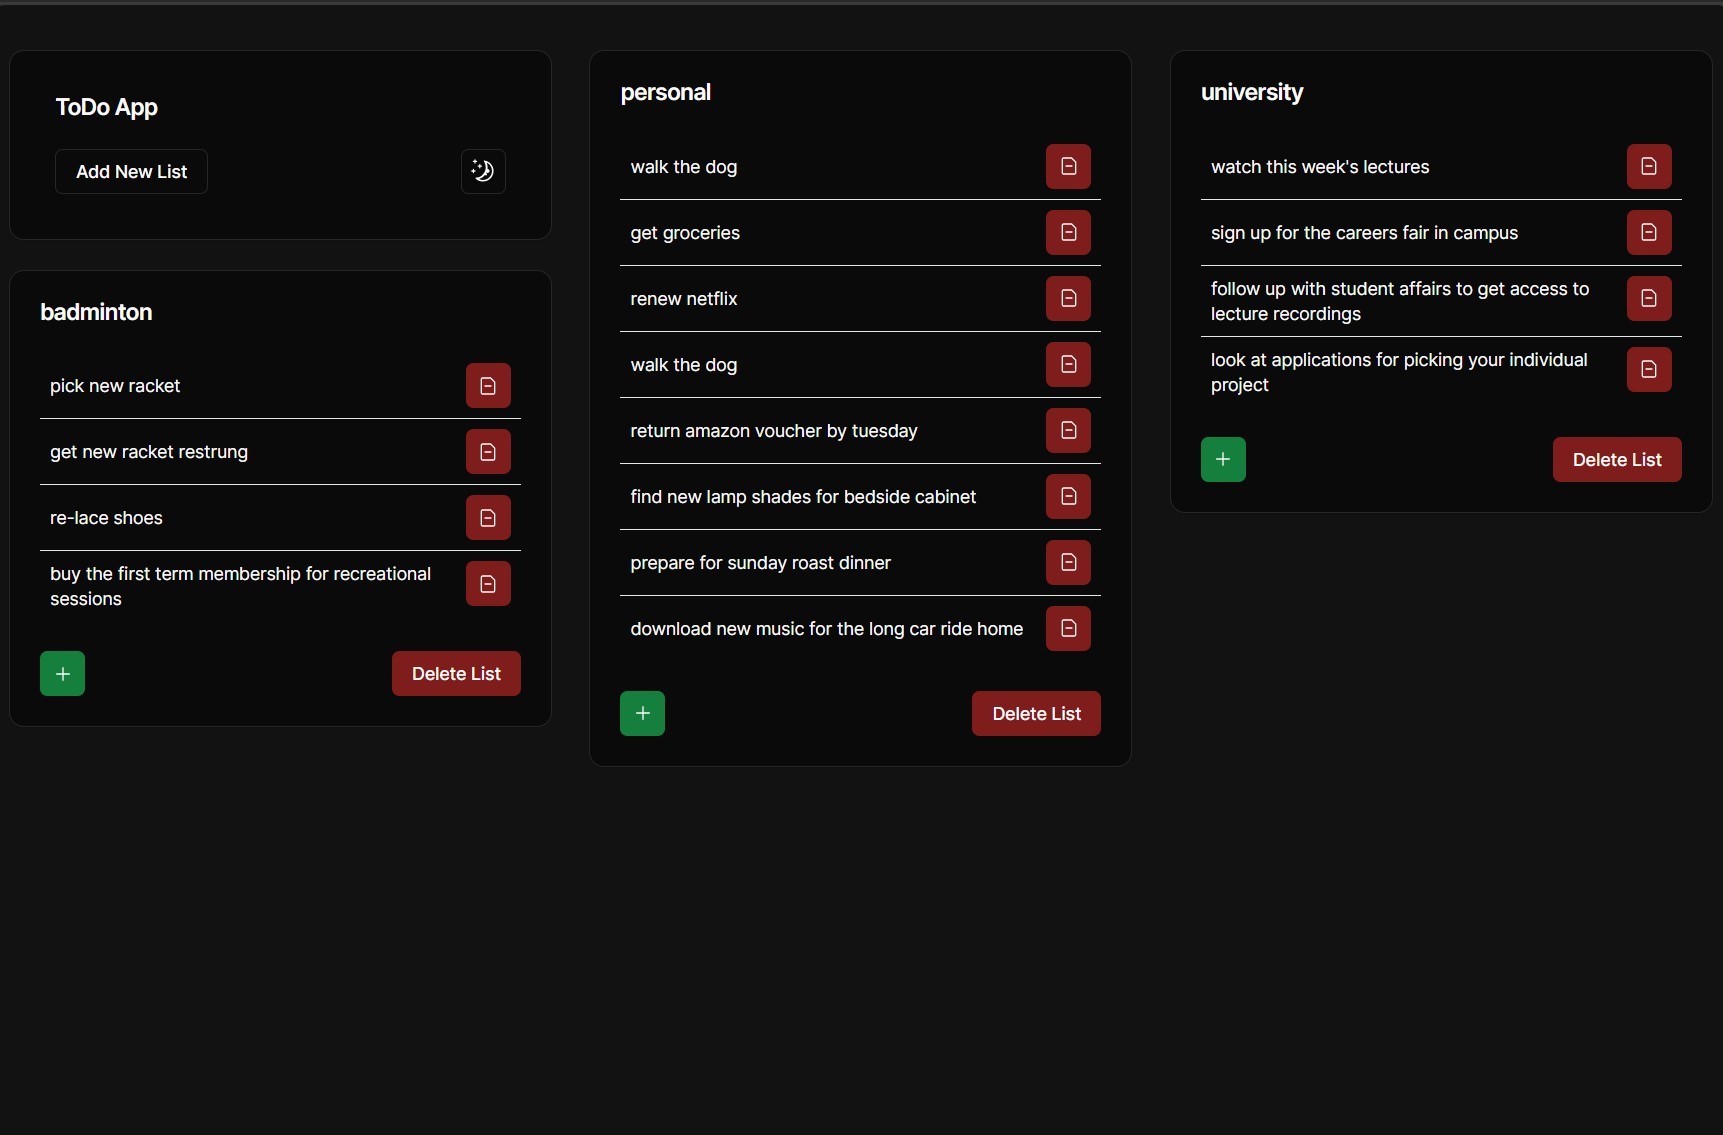 ToDo App
Add New List
badminton
pick new racket
get new racket restrung
re-lace shoes
buy the first term membership for recreational
sessions
+
Delete List
personal
walk the dog
get groceries
renew netflix
walk the dog
return amazon voucher by tuesday
find new lamp shades for bedside cabinet
prepare for sunday roast dinner
download new music for the long car ride home
+
Delete List
university
watch this week's lectures
sign up for the careers fair in campus
follow up with student affairs to get access to
lecture recordings
look at applications for picking your individual
project
+
Delete List